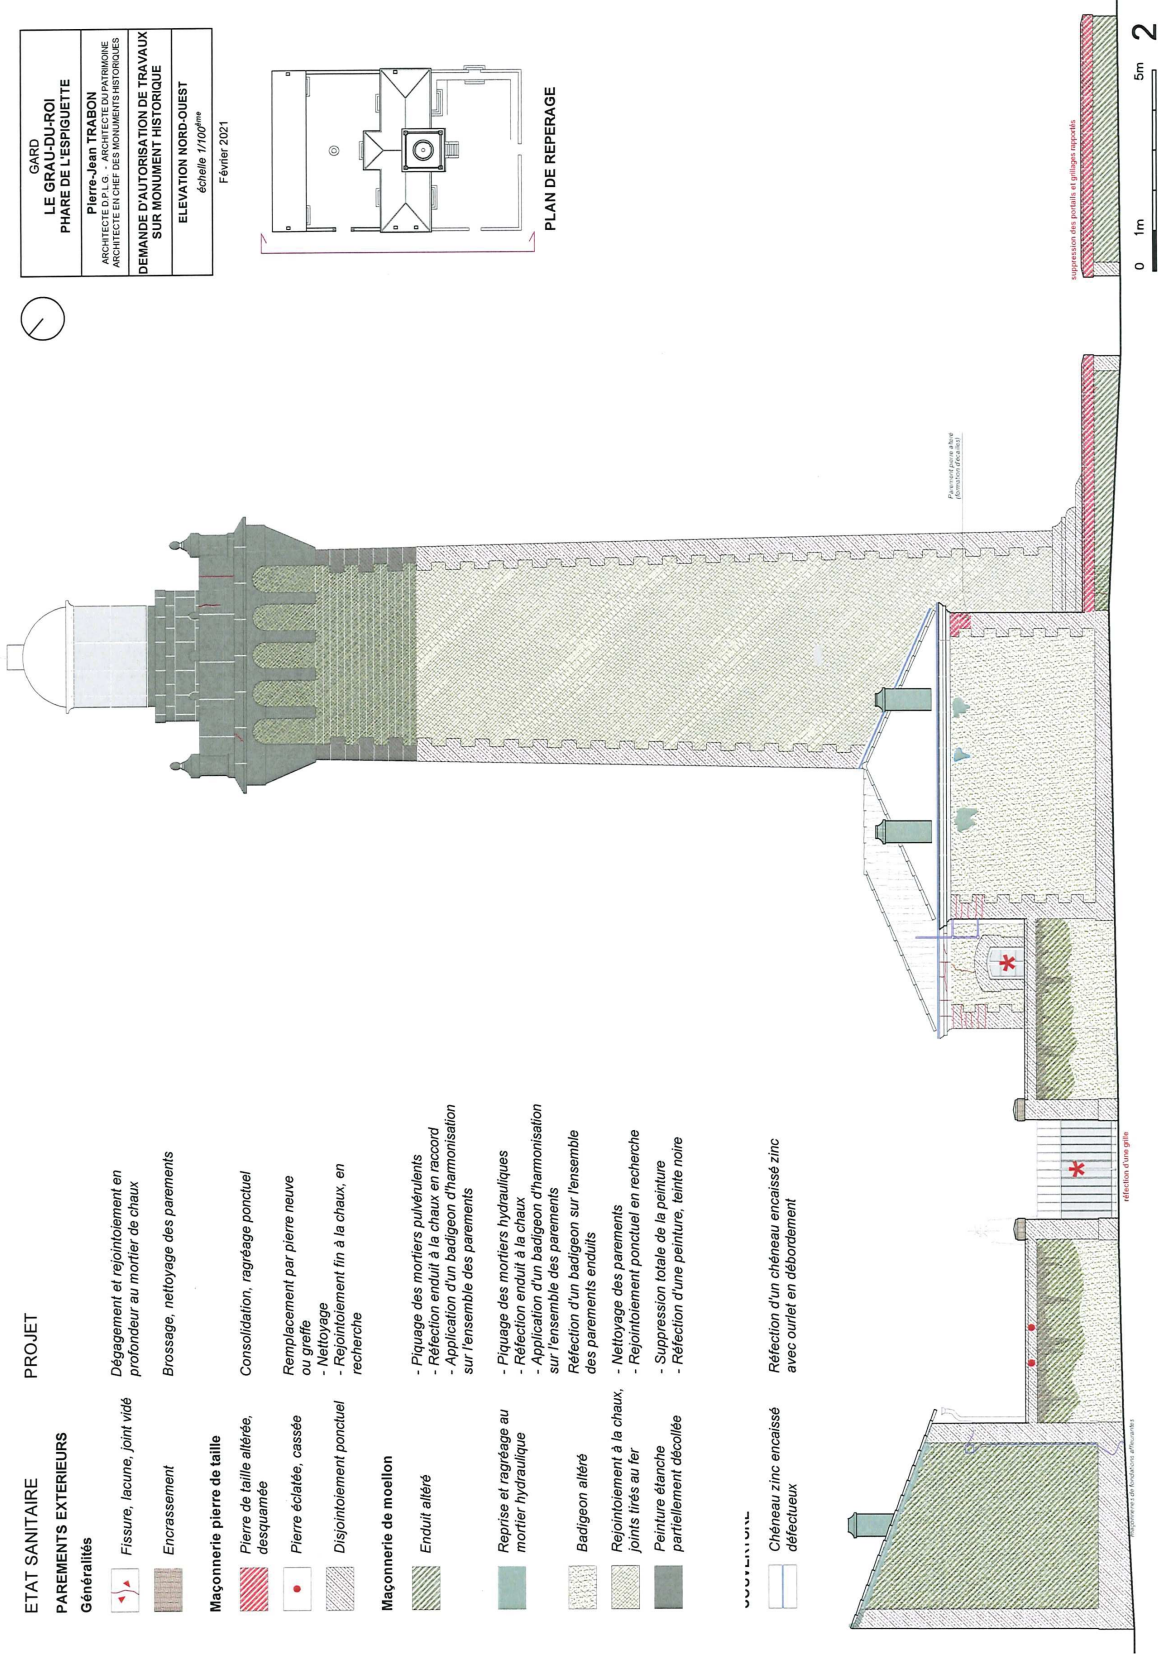 GARD
LE GRAU-DU-ROI
PHARE DE L'ESPIGUETTE
Pierre-Jean TRABON
ARCHITECTE D.P.L.G. - ARCHITECTE DU PATRIMOINE
ARCHITECTE EN CHEF DES MONUMENTS HISTORIQUES
DEMANDE D'AUTORISATION DE TRAVAUX
SUR MONUMENT HISTORIQUE
ELEVATION NORD-OUEST
échelle 1/100ème
Février 2021
PLAN DE REPERAGE
ETAT SANITAIRE
PROJET
PAREMENTS EXTERIEURS
Généralités
Fissure, lacune, joint vidé
Dégagement et rejointoiement en
profondeur au mortier de chaux
Encrassement
Brossage, nettoyage des parements
Maçonnerie pierre de taille
Pierre de taille altérée,
desquamée
Consolidation, ragréage ponctuel
Pierre éclatée, cassée
Remplacement par pierre neuve
ou greffe
Disjointoiement ponctuel
- Nettoyage
- Rejointoiement fin à la chaux, en
recherche
Maçonnerie de moellon
Enduit altéré
- Piquage des mortiers pulvérulents
- Réfection enduit à la chaux en raccord
- Application d'un badigeon d'harmonisation
sur l'ensemble des parements
Reprise et ragréage au
mortier hydraulique
- Piquage des mortiers hydrauliques
- Réfection enduit à la chaux
- Application d'un badigeon d'harmonisation
sur l'ensemble des parements
Badigeon altéré
Réfection d'un badigeon sur l'ensemble
des parements enduits
Rejointoiement à la chaux,
joints tirés au fer
- Nettoyage des parements
- Rejointoiement ponctuel en recherche
Peinture étanche
partiellement décollée
- Suppression totale de la peinture
- Réfection d'une peinture, teinte noire
Chéneau zinc encaissé
défectueux
Réfection d'un chéneau encaissé zinc
avec ourlet en débordement
Parement pierre altéré
(formation d'écailles)
suppression des portails et grillages rapportés
réfection d'une grille
de fondations affleurantes
0 1m 5m
2